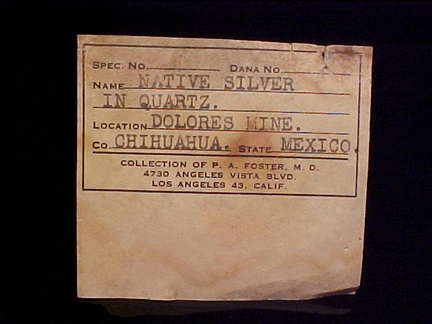 SPEC. NO. DANA NO.
NAME NATIVE SILVER
IN QUARTZ.
LOCATION DOLORES MINE.
CO. CHIHUAHUA. STATE MEXICO.
COLLECTION OF P. A. FOSTER, M. D.
4730 ANGELES VISTA BLVD.
LOS ANGELES 43, CALIF.